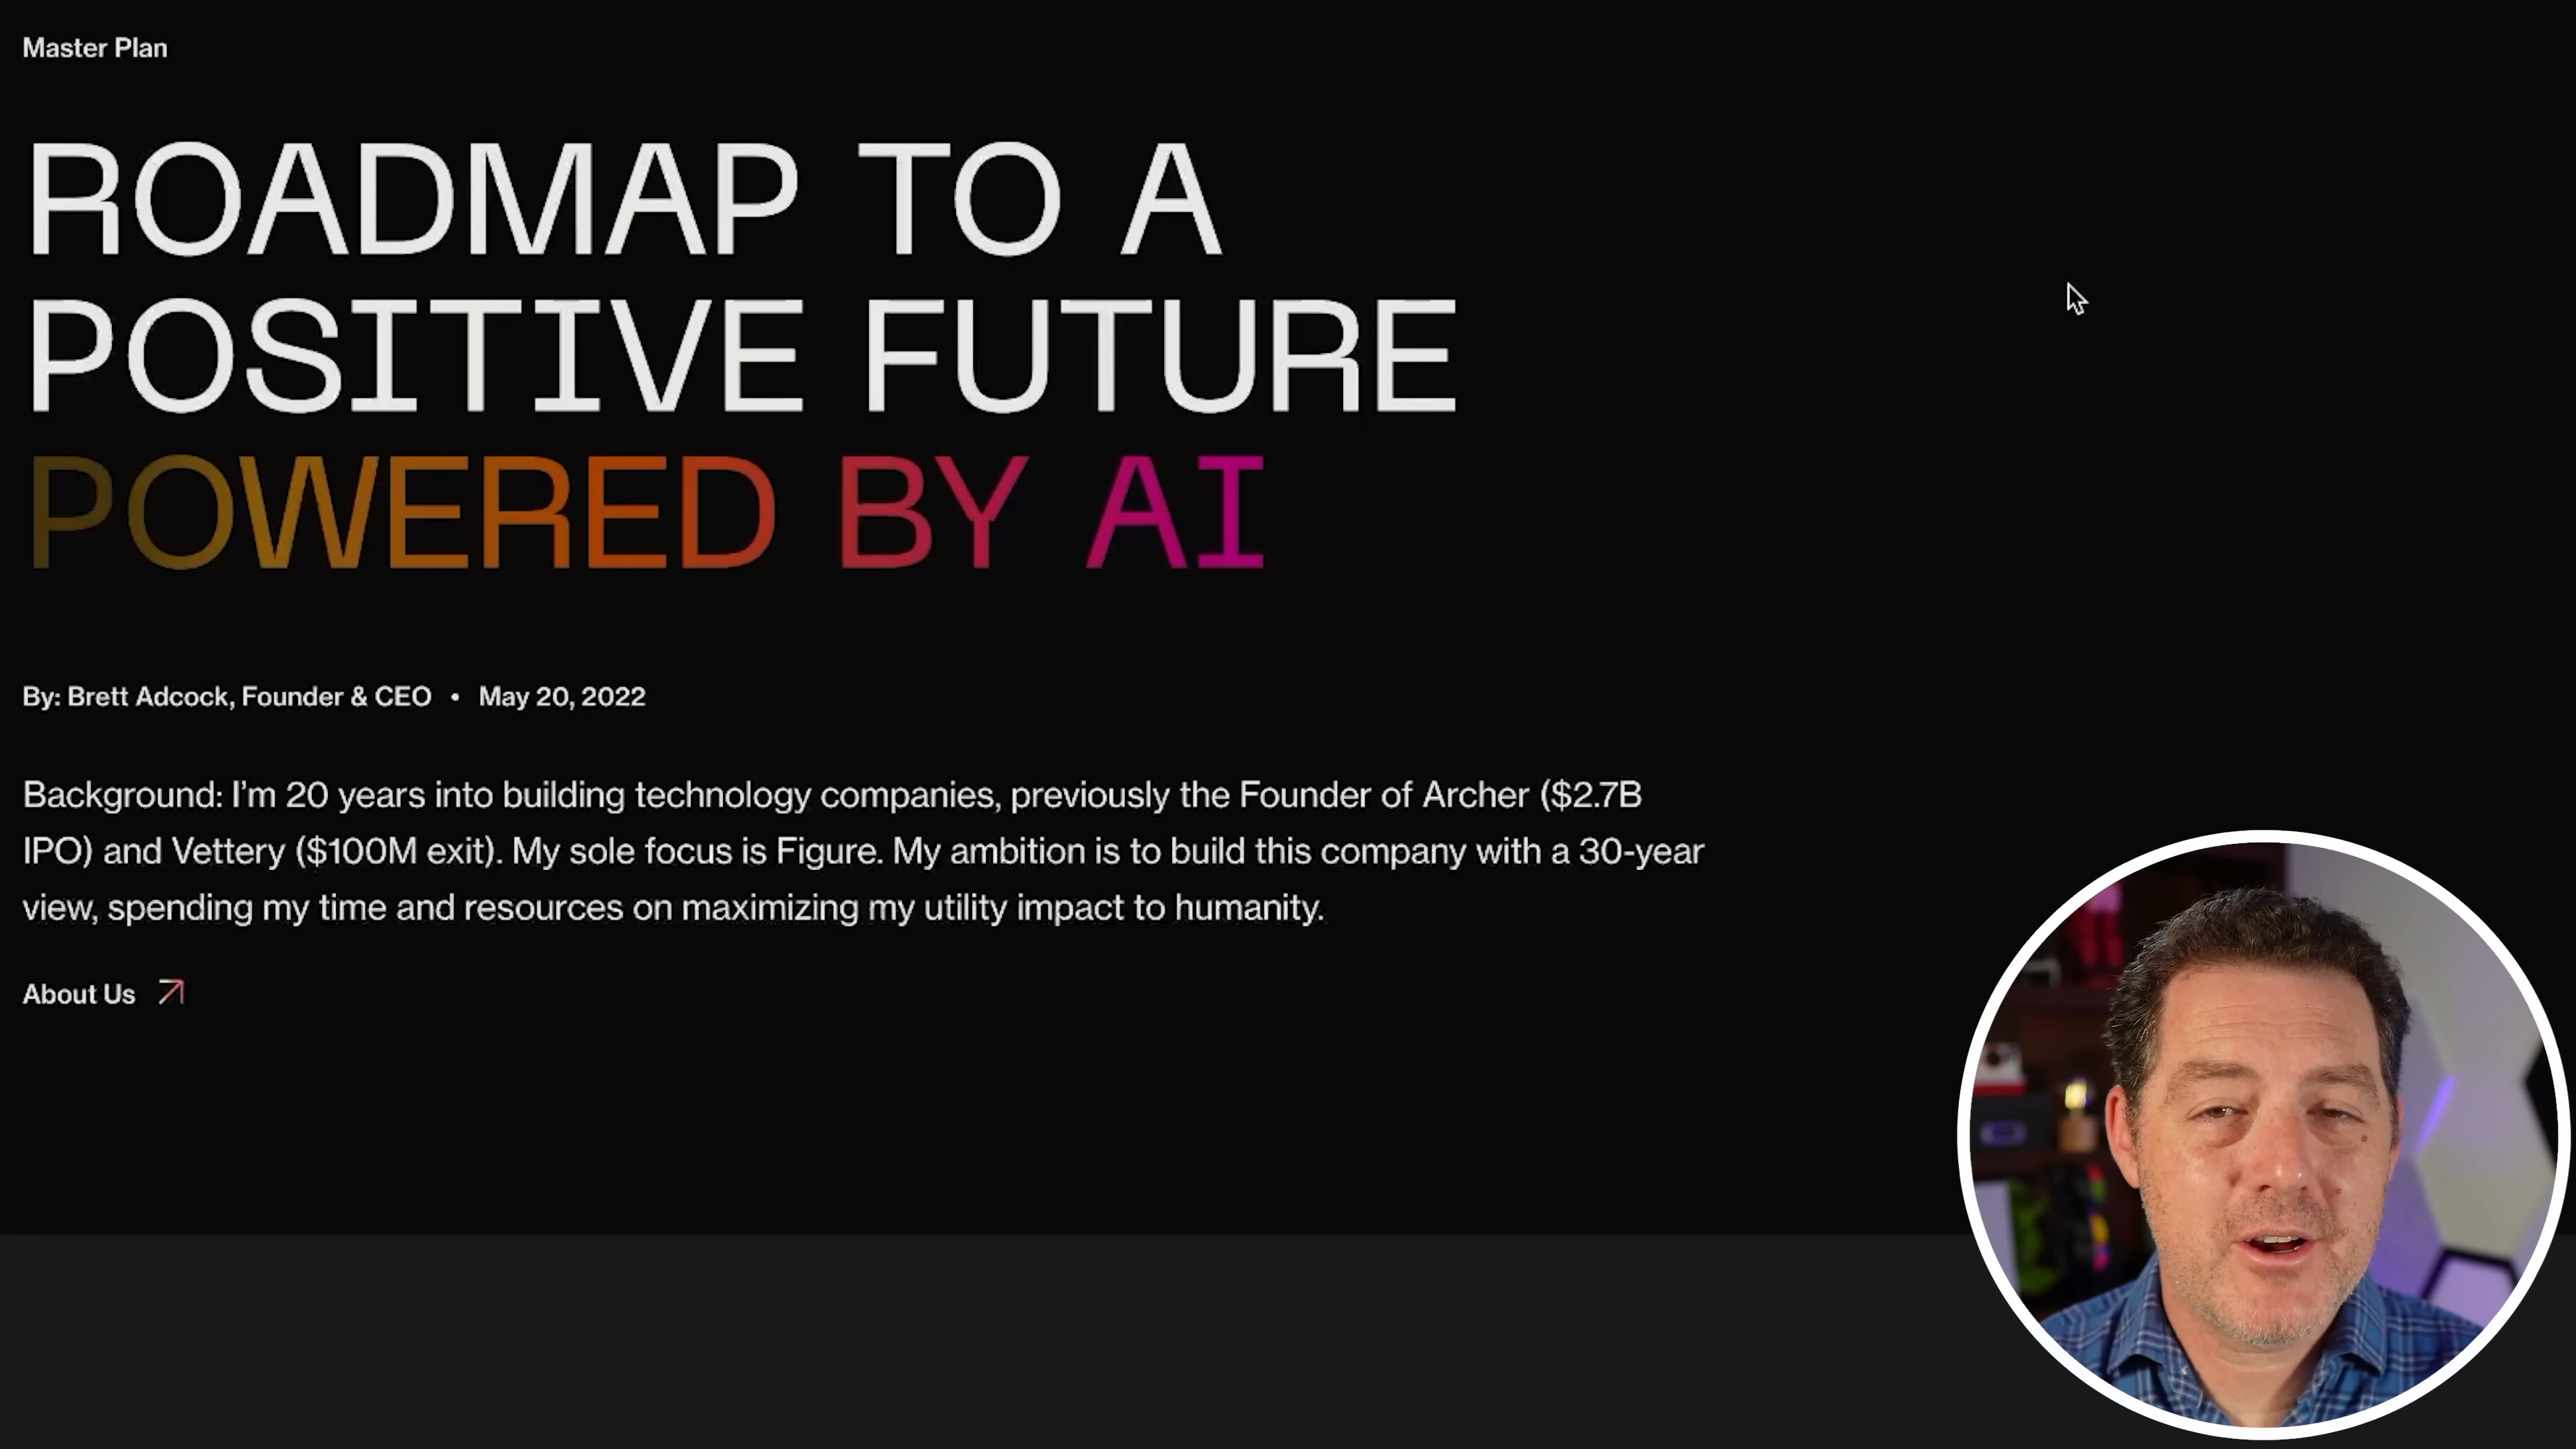 Master Plan
ROADMAP TO A
POSITIVE FUTURE
POWERED BY AI
By: Brett Adcock, Founder & CEO • May 20, 2022
Background: I’m 20 years into building technology companies, previously the Founder of Archer ($2.7B
IPO) and Vettery ($100M exit). My sole focus is Figure. My ambition is to build this company with a 30-year
view, spending my time and resources on maximizing my utility impact to humanity.
About Us